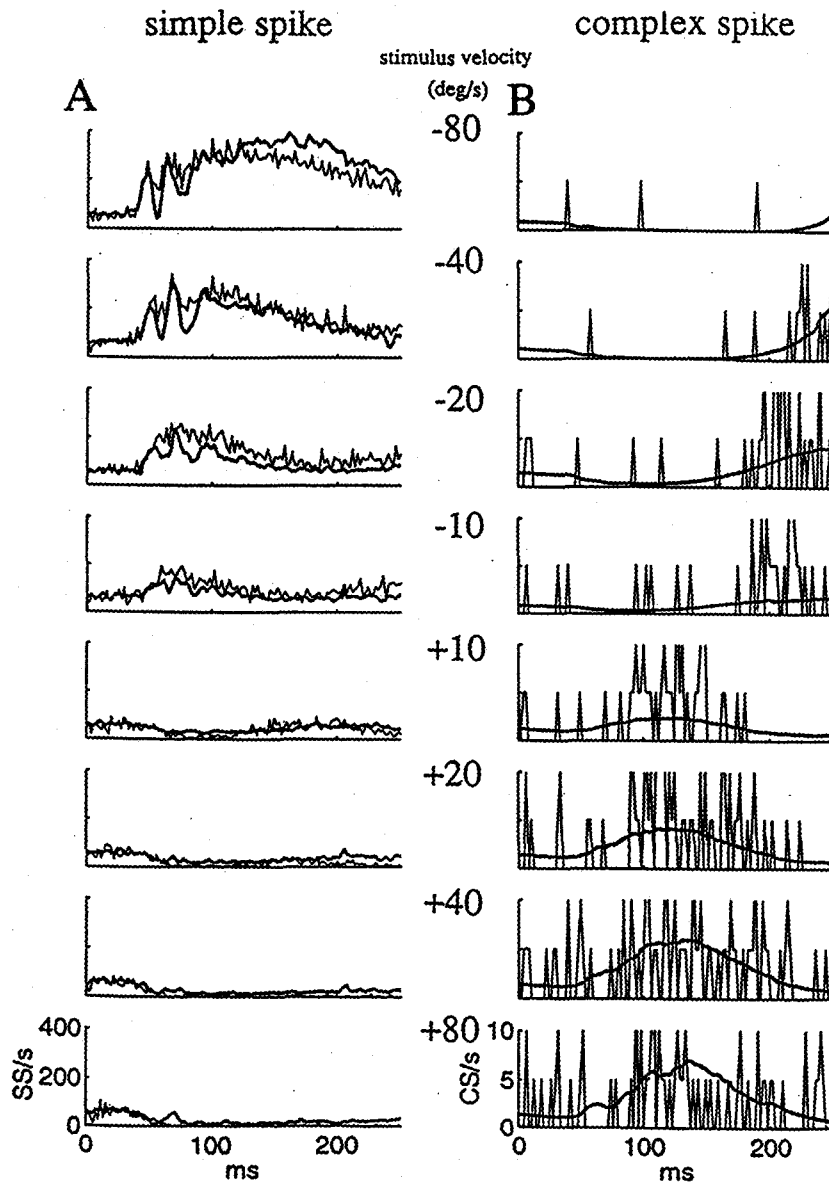 simple spike
complex spike
stimulus velocity
(deg/s)
A
B
-80
-40
-20
-10
+10
+20
+40
+80
SS/s
400
200
0
0
100
200
ms
CS/s
10
5
0
0
100
200
ms